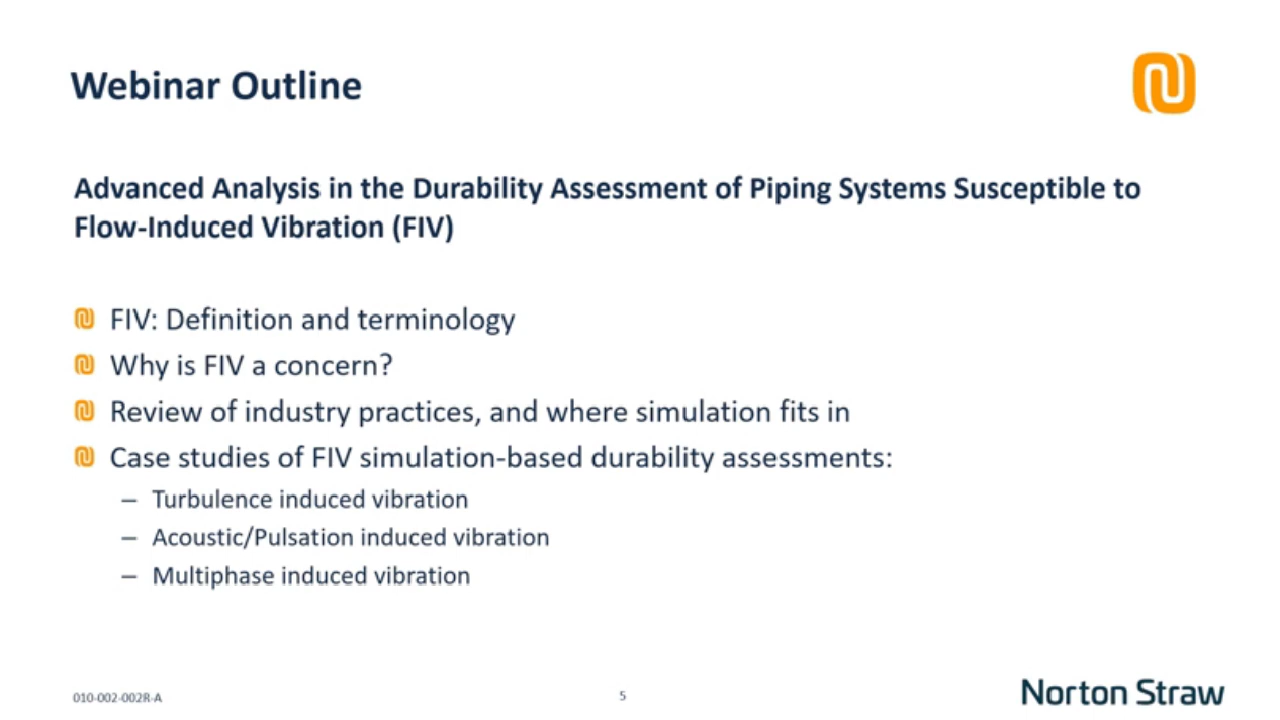 Webinar Outline
Advanced Analysis in the Durability Assessment of Piping Systems Susceptible to
Flow-Induced Vibration (FIV)
FIV: Definition and terminology
Why is FIV a concern?
Review of industry practices, and where simulation fits in
Case studies of FIV simulation-based durability assessments:
– Turbulence induced vibration
– Acoustic/Pulsation induced vibration
– Multiphase induced vibration
010-002-002R-A
5
Norton Straw